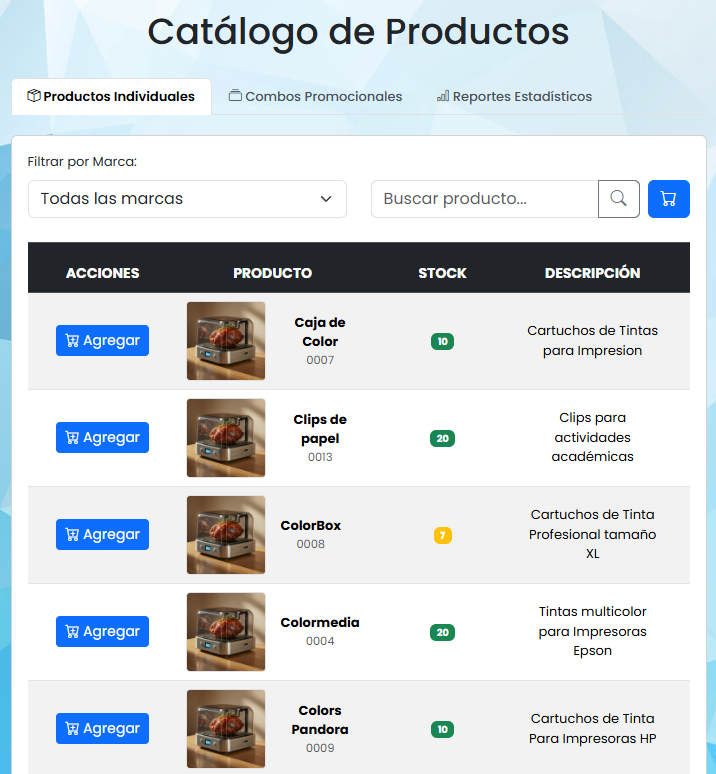 Catálogo de Productos
Productos Individuales
Combos Promocionales
Reportes Estadísticos
Filtrar por Marca:
Todas las marcas
Buscar producto...
ACCIONES PRODUCTO STOCK DESCRIPCIÓN
Agregar
Caja de
Color
0007
10
Cartuchos de Tintas
para Impresion
Agregar
Clips de
papel
0013
20
Clips para
actividades
académicas
Agregar
ColorBox
0008
7
Cartuchos de Tinta
Profesional tamaño
XL
Agregar
Colormedia
0004
20
Tintas multicolor
para Impresoras
Epson
Agregar
Colors
Pandora
0009
10
Cartuchos de Tinta
Para Impresoras HP